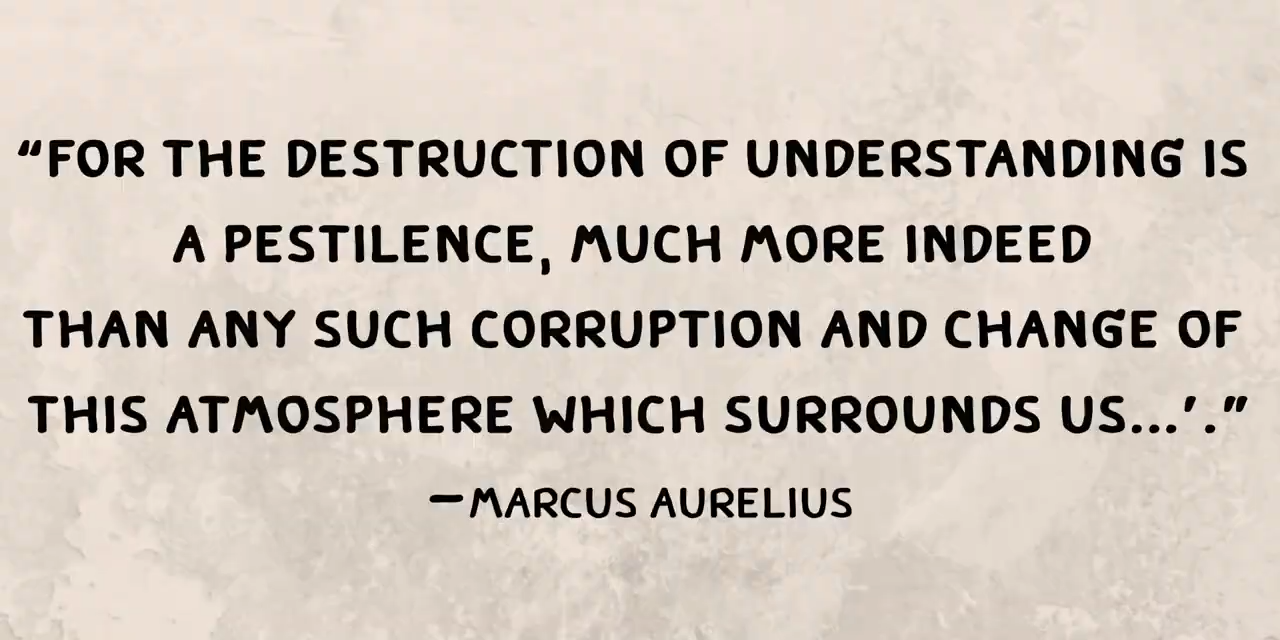 “FOR THE DESTRUCTION OF UNDERSTANDING IS
A PESTILENCE, MUCH MORE INDEED
THAN ANY SUCH CORRUPTION AND CHANGE OF
THIS ATMOSPHERE WHICH SURROUNDS US...’.”
—MARCUS AURELIUS